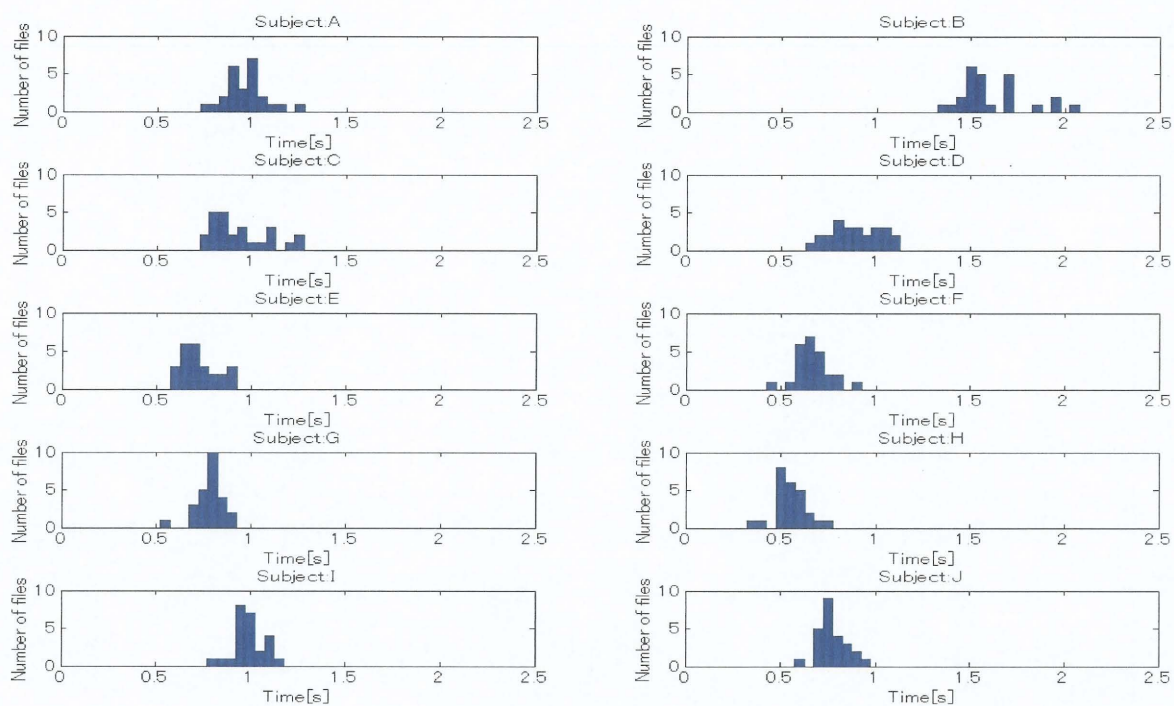 Subject:A
Number of files
10
5
0
0 0.5 1 1.5 2 2.5
Time[s]
Subject:B
Number of files
10
5
0
0 0.5 1 1.5 2 2.5
Time[s]
Subject:C
Number of files
10
5
0
0 0.5 1 1.5 2 2.5
Time[s]
Subject:D
Number of files
10
5
0
0 0.5 1 1.5 2 2.5
Time[s]
Subject:E
Number of files
10
5
0
0 0.5 1 1.5 2 2.5
Time[s]
Subject:F
Number of files
10
5
0
0 0.5 1 1.5 2 2.5
Time[s]
Subject:G
Number of files
10
5
0
0 0.5 1 1.5 2 2.5
Time[s]
Subject:H
Number of files
10
5
0
0 0.5 1 1.5 2 2.5
Time[s]
Subject:I
Number of files
10
5
0
0 0.5 1 1.5 2 2.5
Time[s]
Subject:J
Number of files
10
5
0
0 0.5 1 1.5 2 2.5
Time[s]